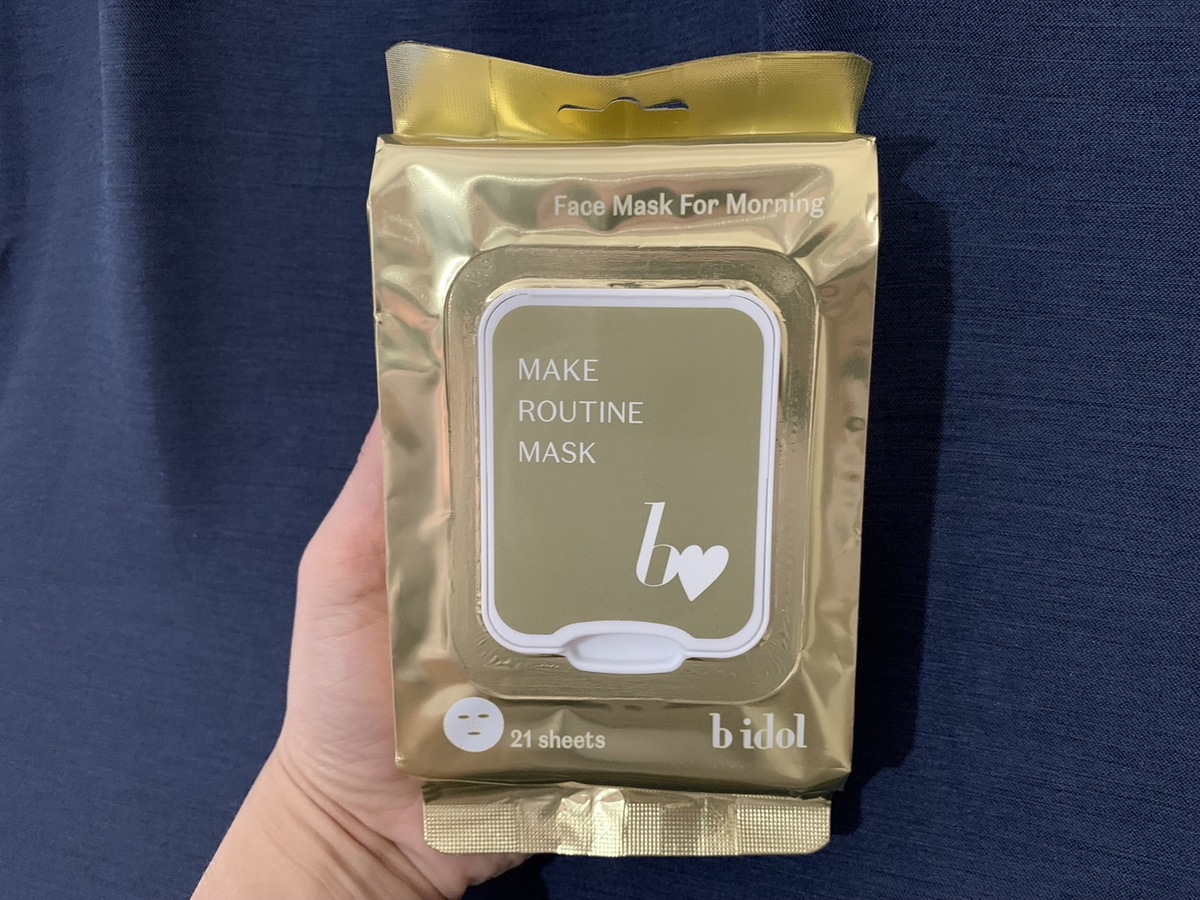 Face Mask For Morning
MAKE
ROUTINE
MASK
b
21 sheets
b idol